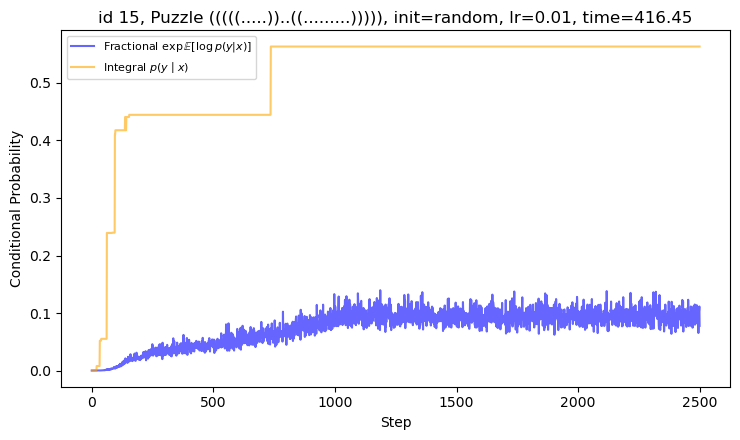 id 15, Puzzle (((((.....))..((.........))))), init=random, lr=0.01, time=416.45
Fractional exp𝔼[log p(y|x)]
Integral p(y | x)
Conditional Probability
0.5
0.4
0.3
0.2
0.1
0.0
0 500 1000 1500 2000 2500
Step